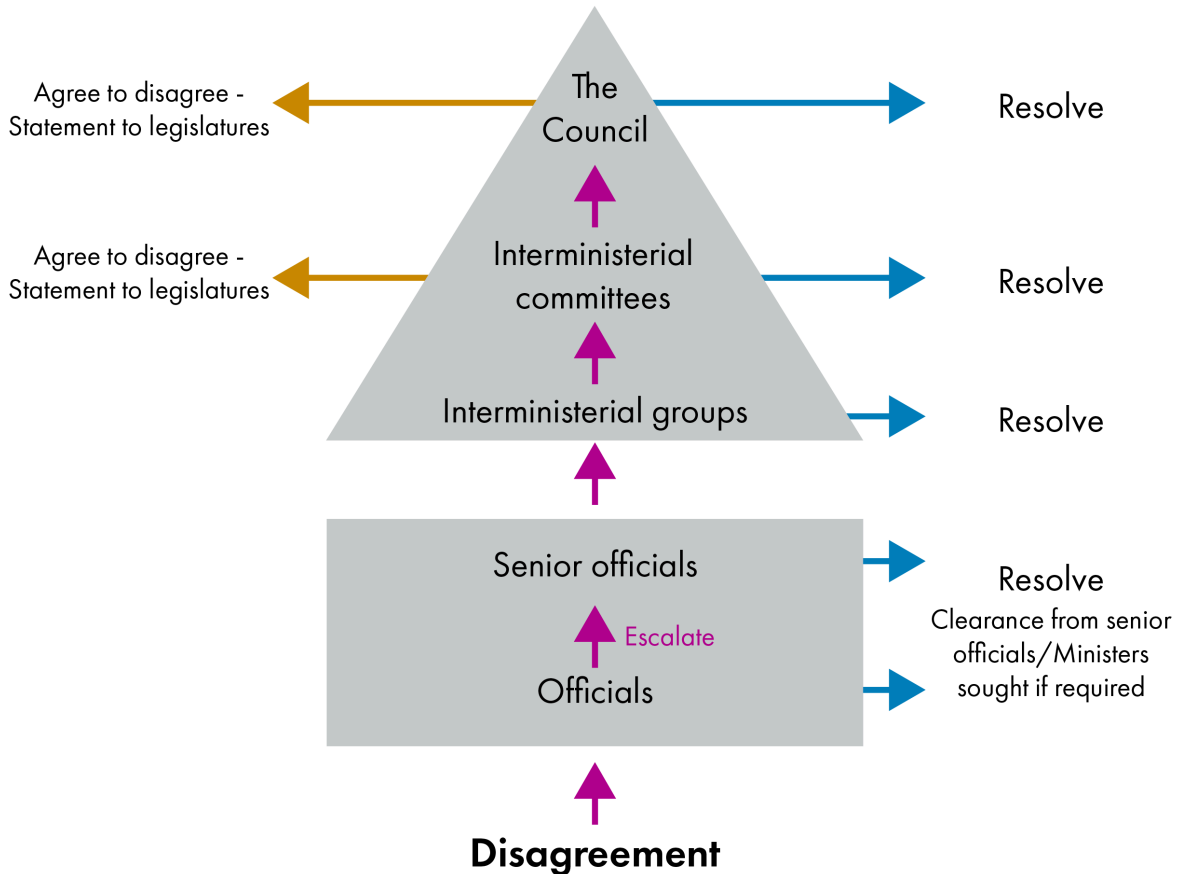 The
Council
Agree to disagree -
Statement to legislatures
Resolve
Interministerial
committees
Agree to disagree -
Statement to legislatures
Resolve
Interministerial groups
Resolve
Senior officials
Resolve
Clearance from senior
officials/Ministers
sought if required
Escalate
Officials
Disagreement